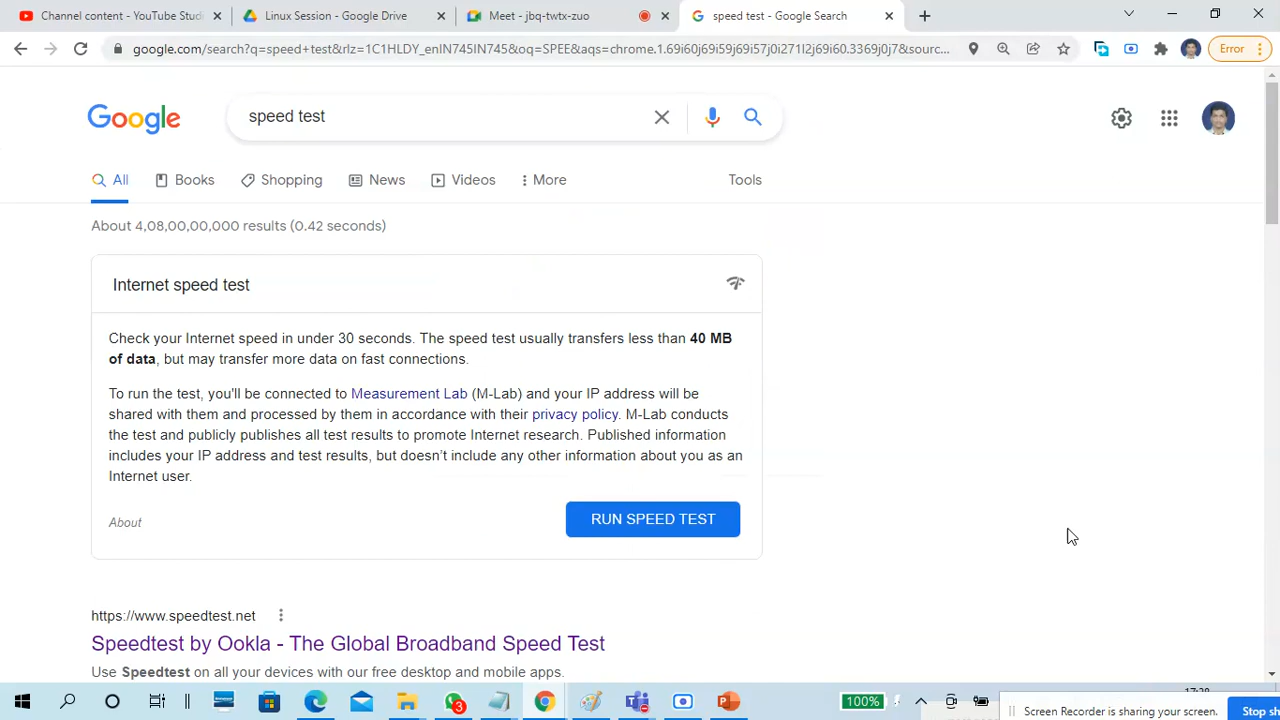 Channel content - YouTube Studi
Linux Session - Google Drive
Meet - jbq-twtx-zuo
speed test - Google Search
google.com/search?q=speed+test&rlz=1C1HLDY_enIN745IN745&oq=SPEE&aqs=chrome.1.69i60j69i59j69i57j0i271l2j69i60.3369j0j7&sourc...
Error
Google
speed test
All
Books
Shopping
News
Videos
More
Tools
About 4,08,00,00,000 results (0.42 seconds)
Internet speed test
Check your Internet speed in under 30 seconds. The speed test usually transfers less than 40 MB
of data, but may transfer more data on fast connections.
To run the test, you'll be connected to Measurement Lab (M-Lab) and your IP address will be
shared with them and processed by them in accordance with their privacy policy. M-Lab conducts
the test and publicly publishes all test results to promote Internet research. Published information
includes your IP address and test results, but doesn't include any other information about you as an
Internet user.
About
RUN SPEED TEST
https://www.speedtest.net
Speedtest by Ookla - The Global Broadband Speed Test
Use Speedtest on all your devices with our free desktop and mobile apps.
3
100%
Screen Recorder is sharing your screen.
Stop sh